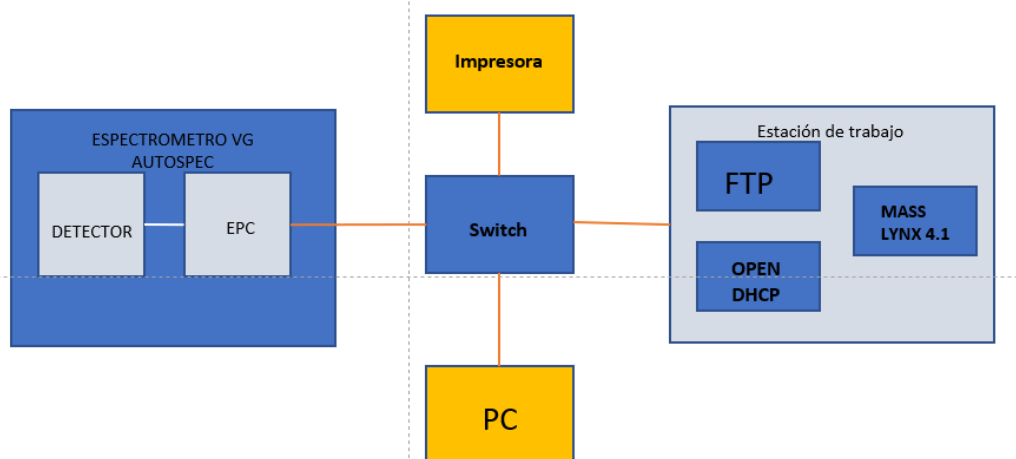 Impresora
ESPECTROMETRO VG
AUTOSPEC
DETECTOR
EPC
Switch
Estación de trabajo
FTP
MASS
LYNX 4.1
OPEN
DHCP
PC